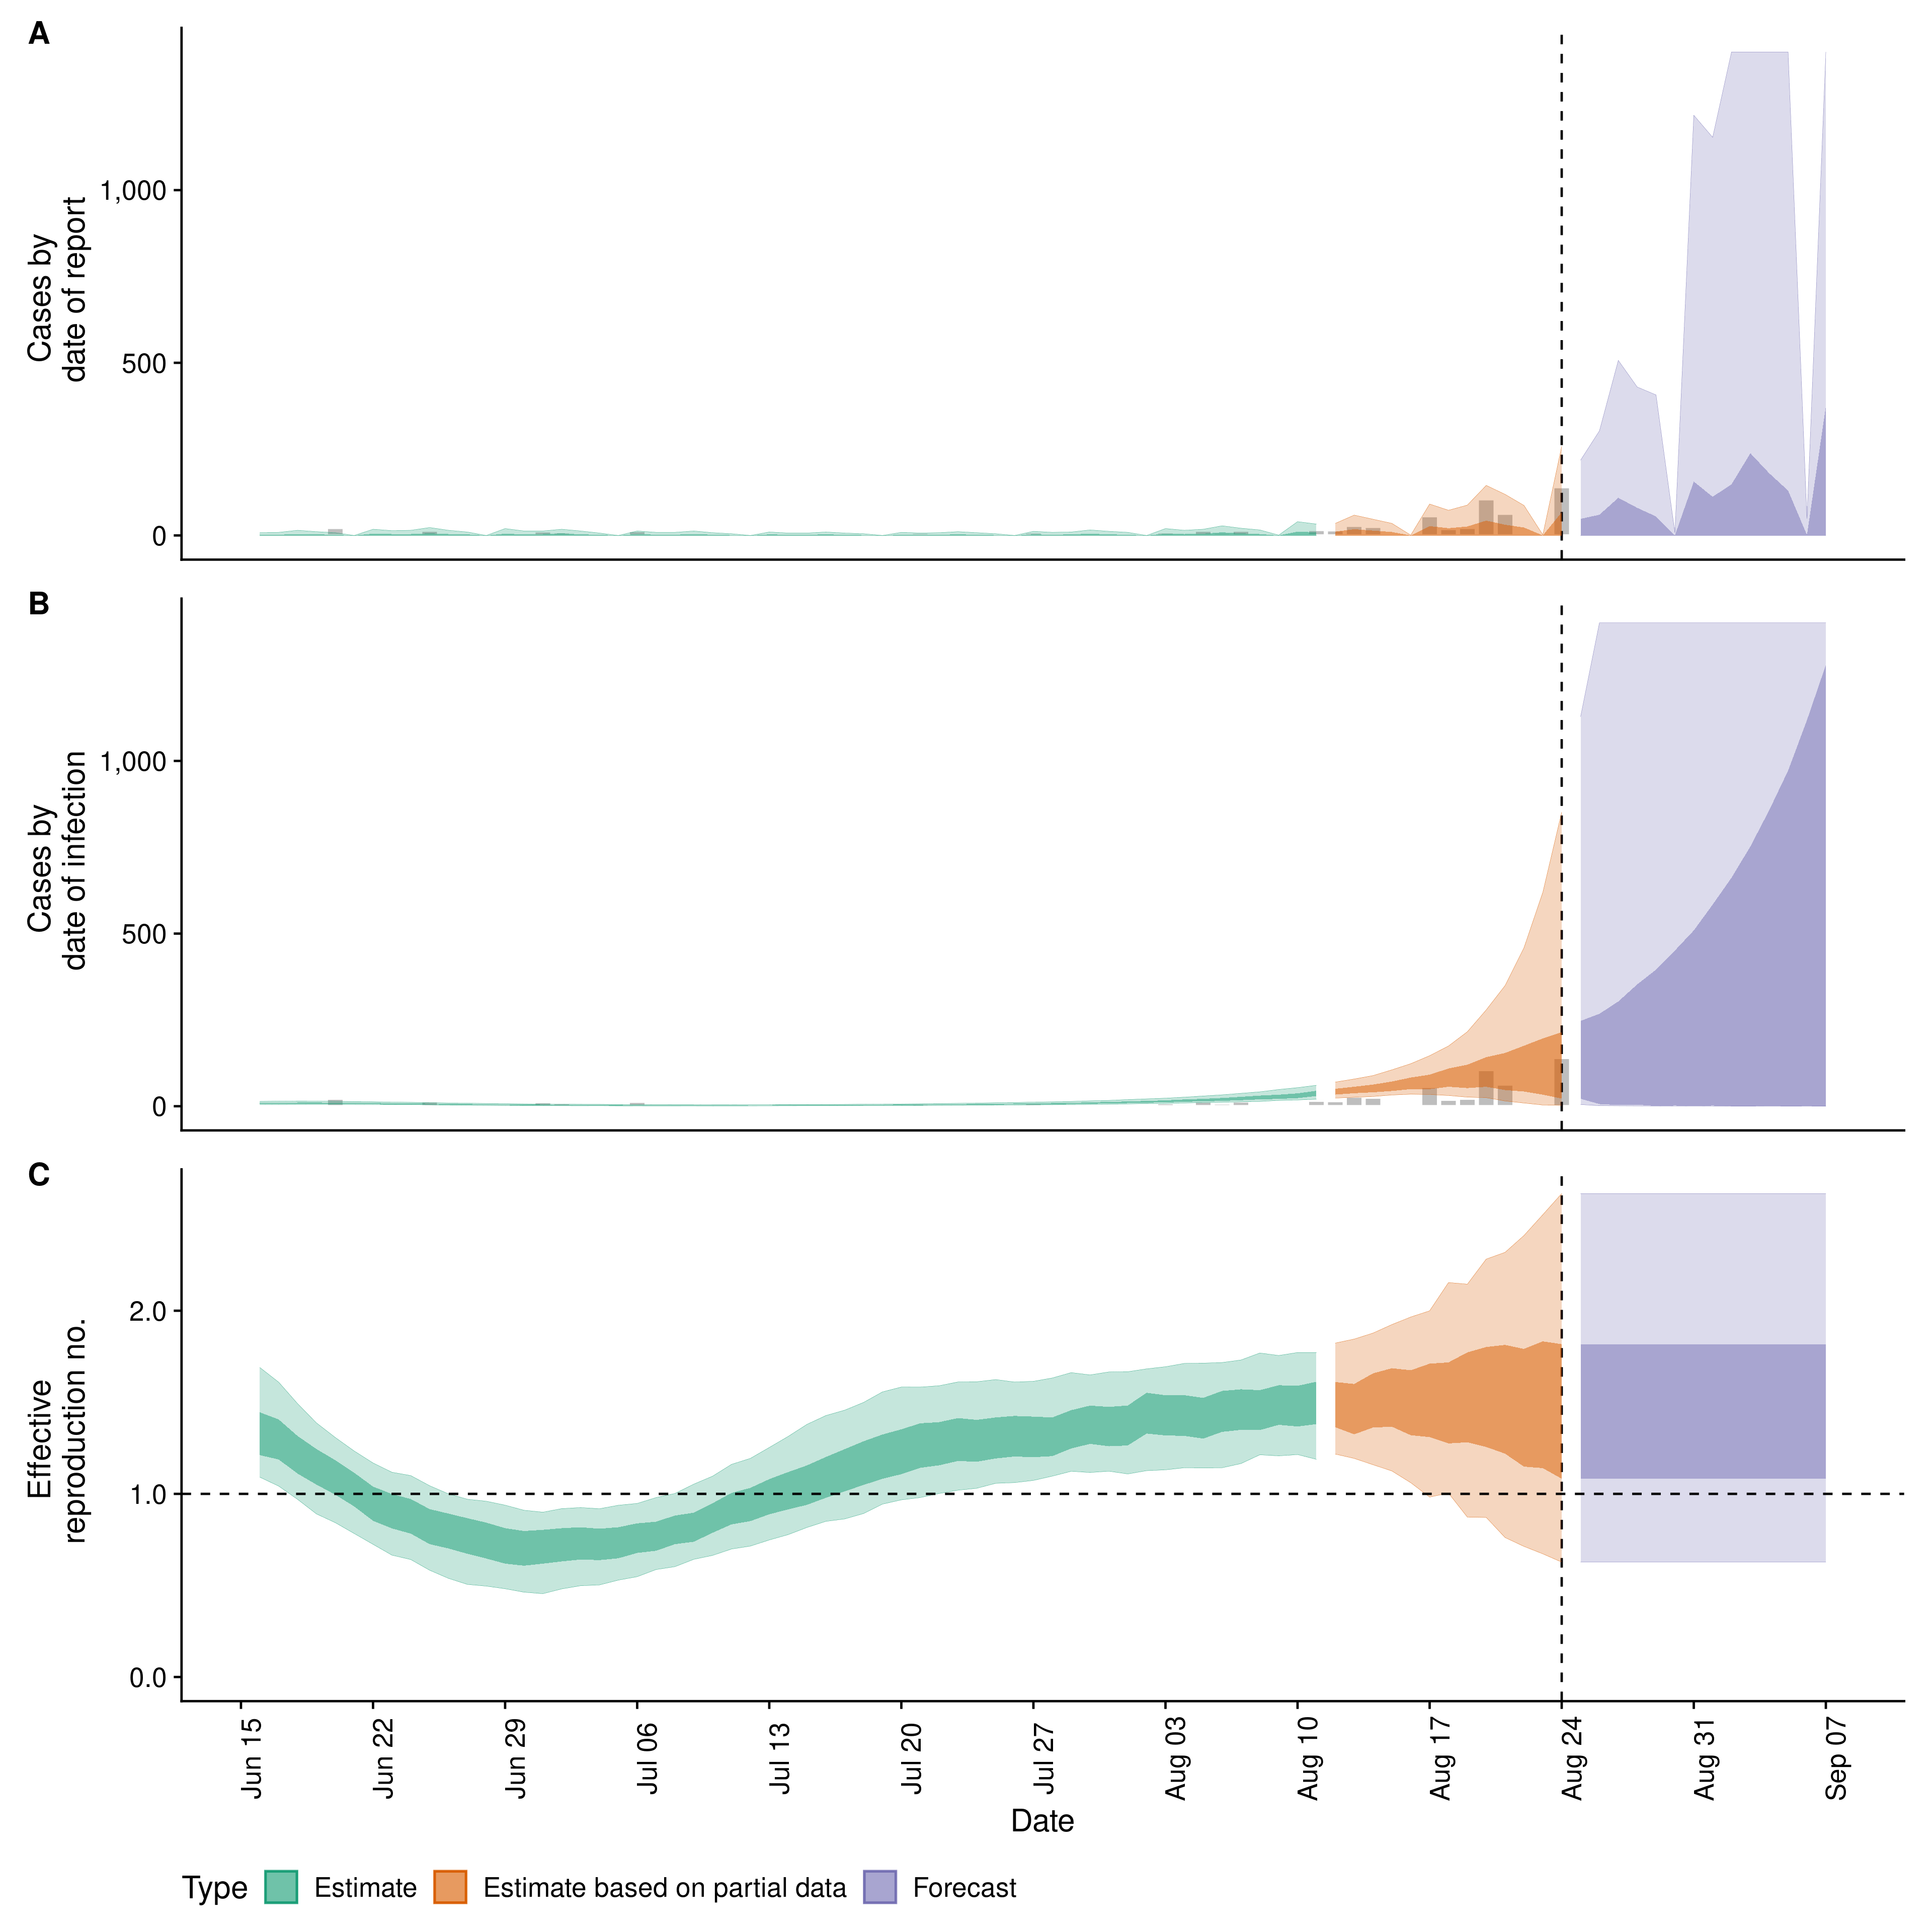 A
Cases by
date of report
1,000
500
0
B
Cases by
date of infection
1,000
500
0
C
Effective
reproduction no.
2.0
1.0
0.0
Jun 15
Jun 22
Jun 29
Jul 06
Jul 13
Jul 20
Jul 27
Aug 03
Aug 10
Aug 17
Aug 24
Aug 31
Sep 07
Date
Type Estimate Estimate based on partial data Forecast